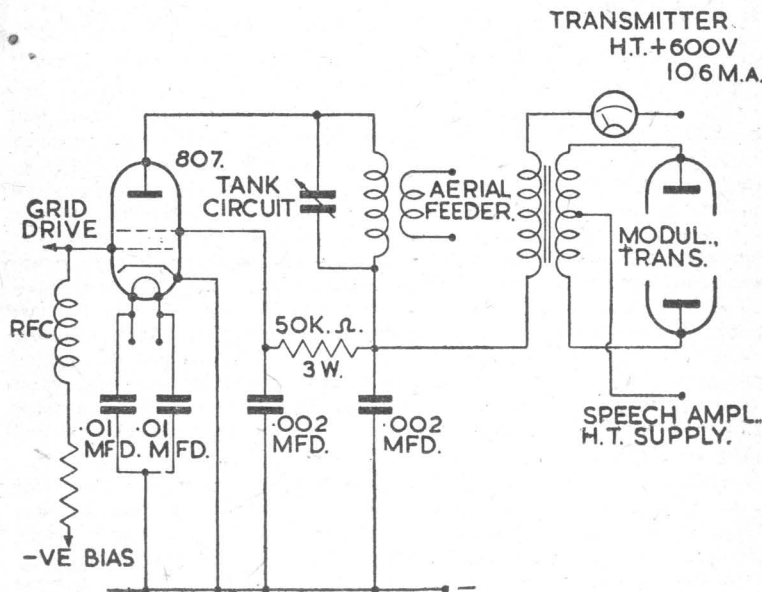 TRANSMITTER
H.T.+600V
106 M.A.
807.
TANK
CIRCUIT
AERIAL
FEEDER.
GRID
DRIVE
MODUL.,
TRANS.
RFC
50K.Ω.
3W.
.01
MFD.
.01
MFD.
.002
MFD.
.002
MFD.
SPEECH AMPL.
H.T. SUPPLY.
-VE BIAS